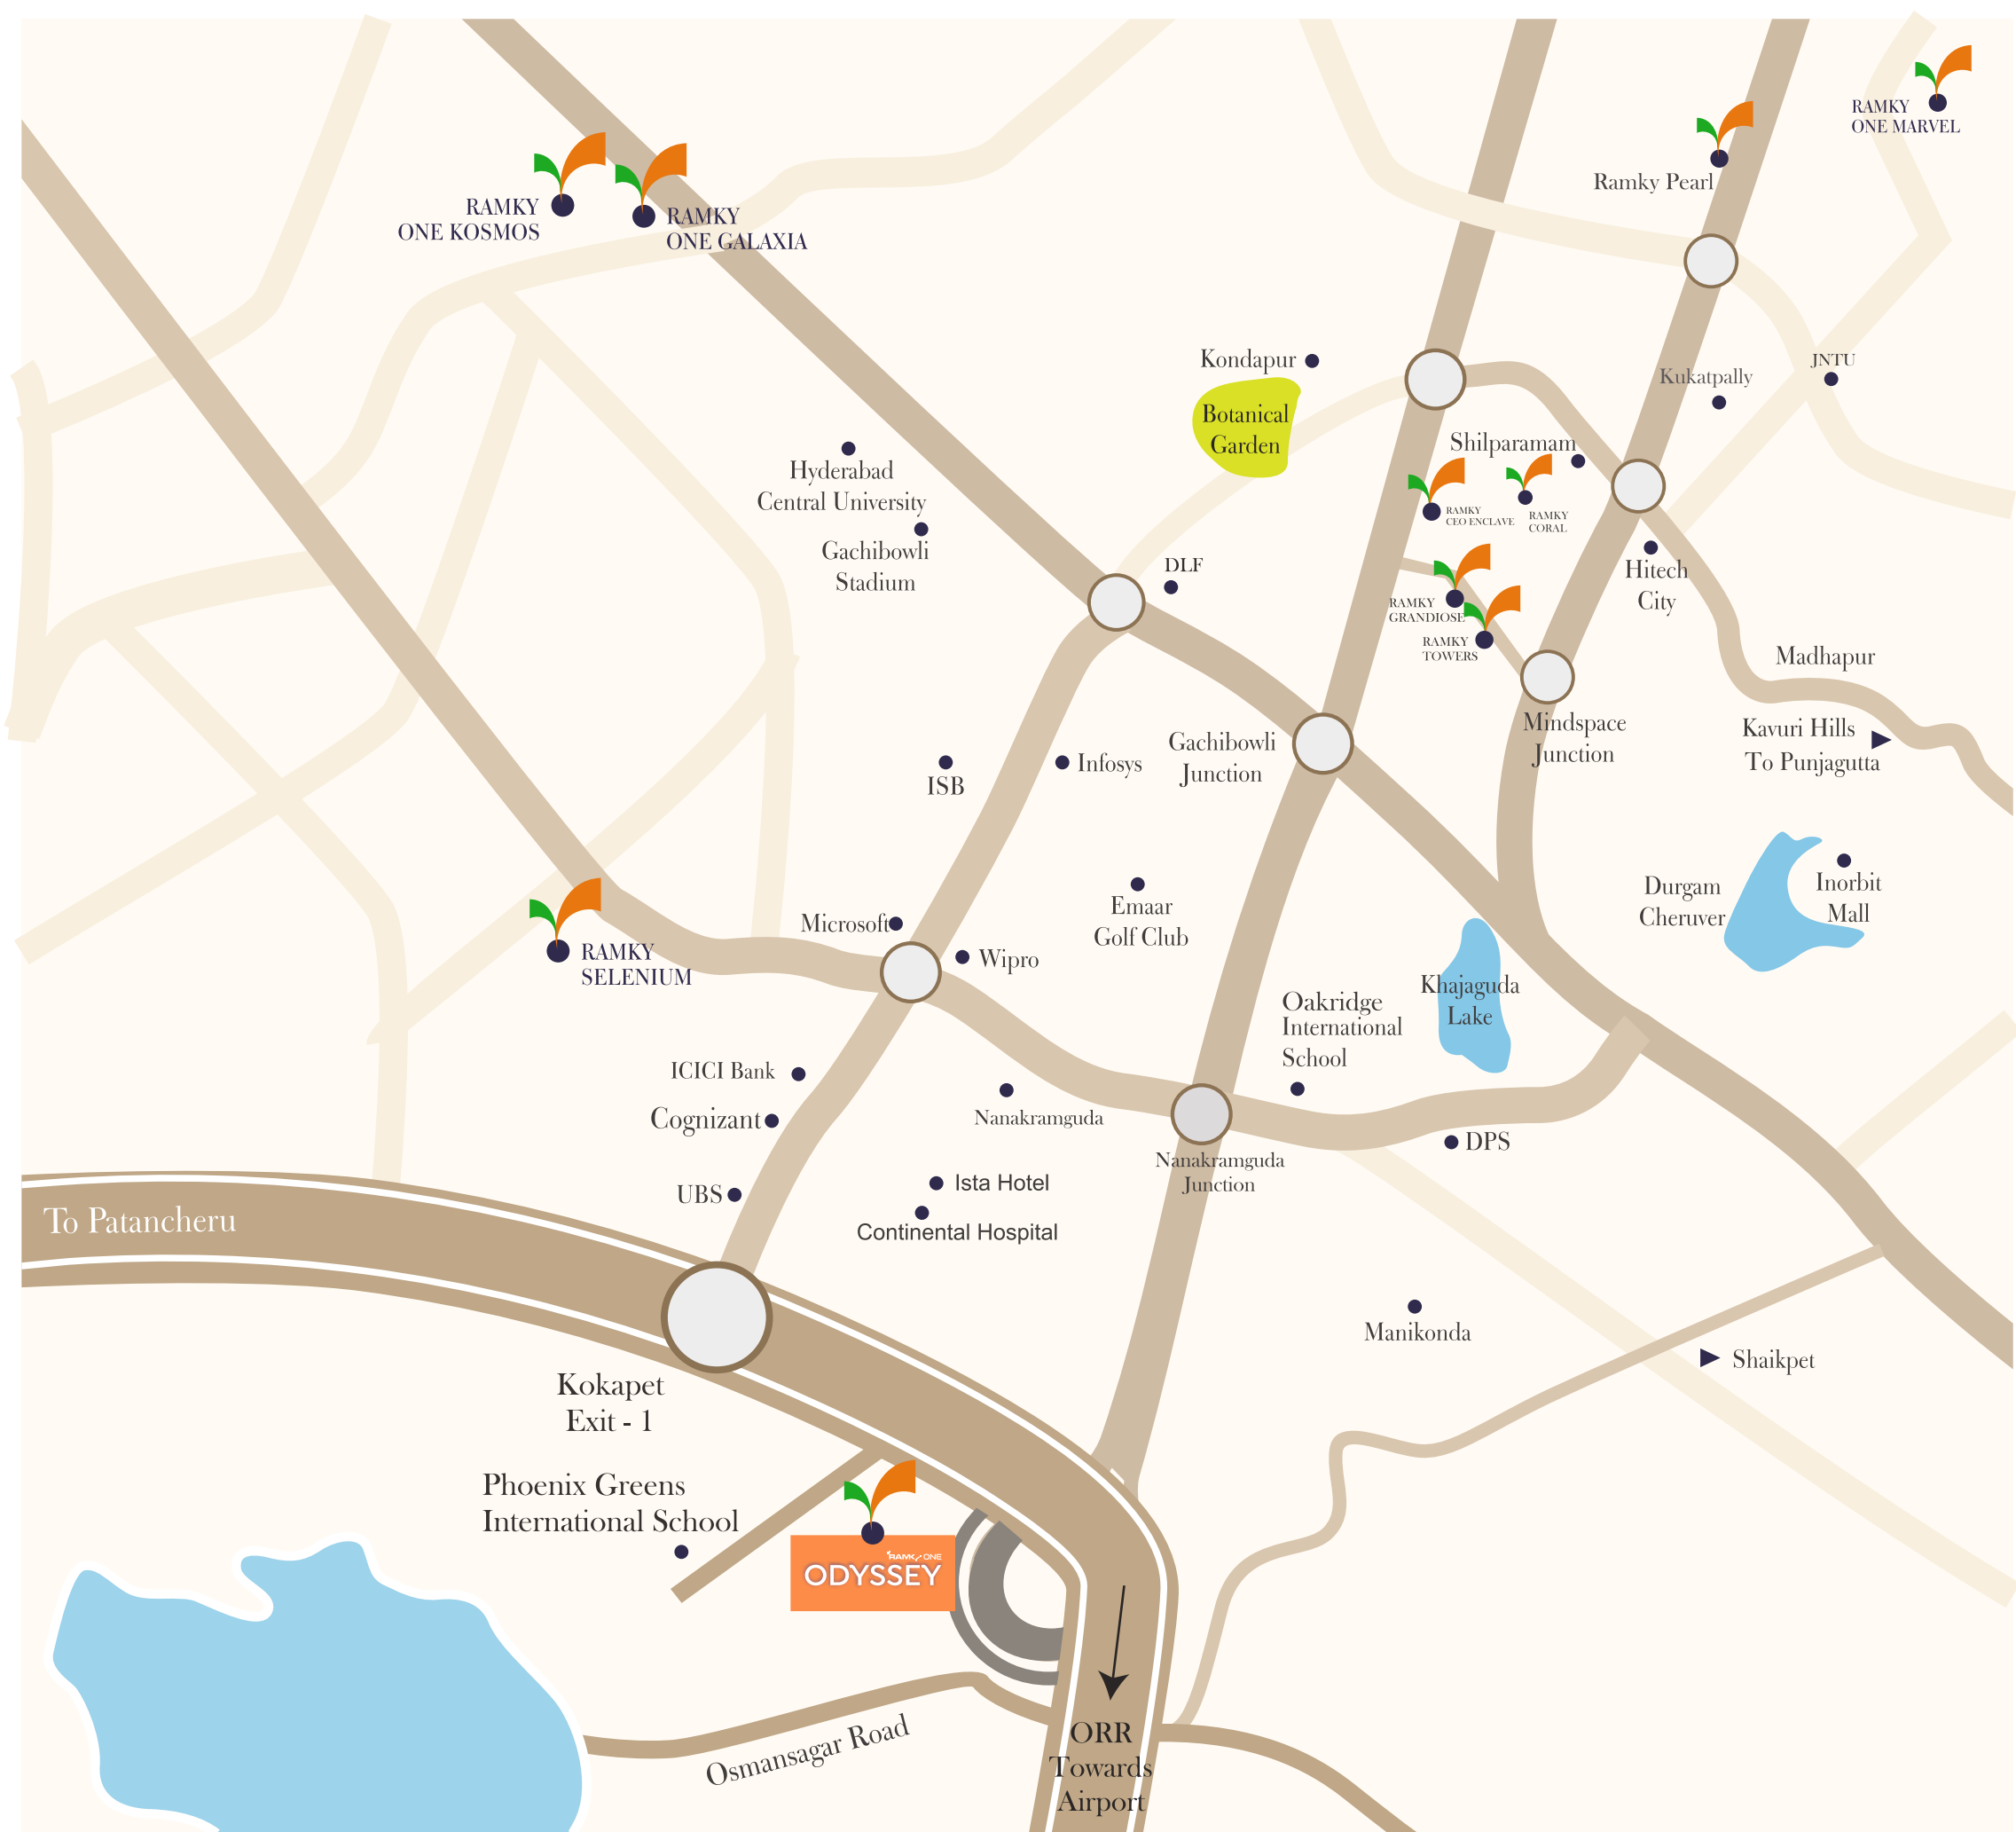 RAMKY
ONE MARVEL
Ramky Pearl
RAMKY
ONE KOSMOS
RAMKY
ONE GALAXIA
Kondapur
Botanical
Garden
Kukatpally
JNTU
Shilparamam
Hyderabad
Central University
Gachibowli
Stadium
RAMKY
CEO ENCLAVE
RAMKY
CORAL
DLF
Hitech
City
RAMKY
GRANDIOSE
RAMKY
TOWERS
Madhapur
Mindspace
Junction
Kavuri Hills
To Punjagutta
Gachibowli
Junction
ISB
Infosys
Durgam
Cheruver
Inorbit
Mall
Emaar
Golf Club
Microsoft
Wipro
RAMKY
SELENIUM
Khajaguda
Lake
Oakridge
International
School
ICICI Bank
Cognizant
Nanakramguda
DPS
Nanakramguda
Junction
UBS
Ista Hotel
Continental Hospital
To Patancheru
Manikonda
Shaikpet
Kokapet
Exit - 1
Phoenix Greens
International School
RAMKY ONE
ODYSSEY
Osmansagar Road
ORR
Towards
Airport